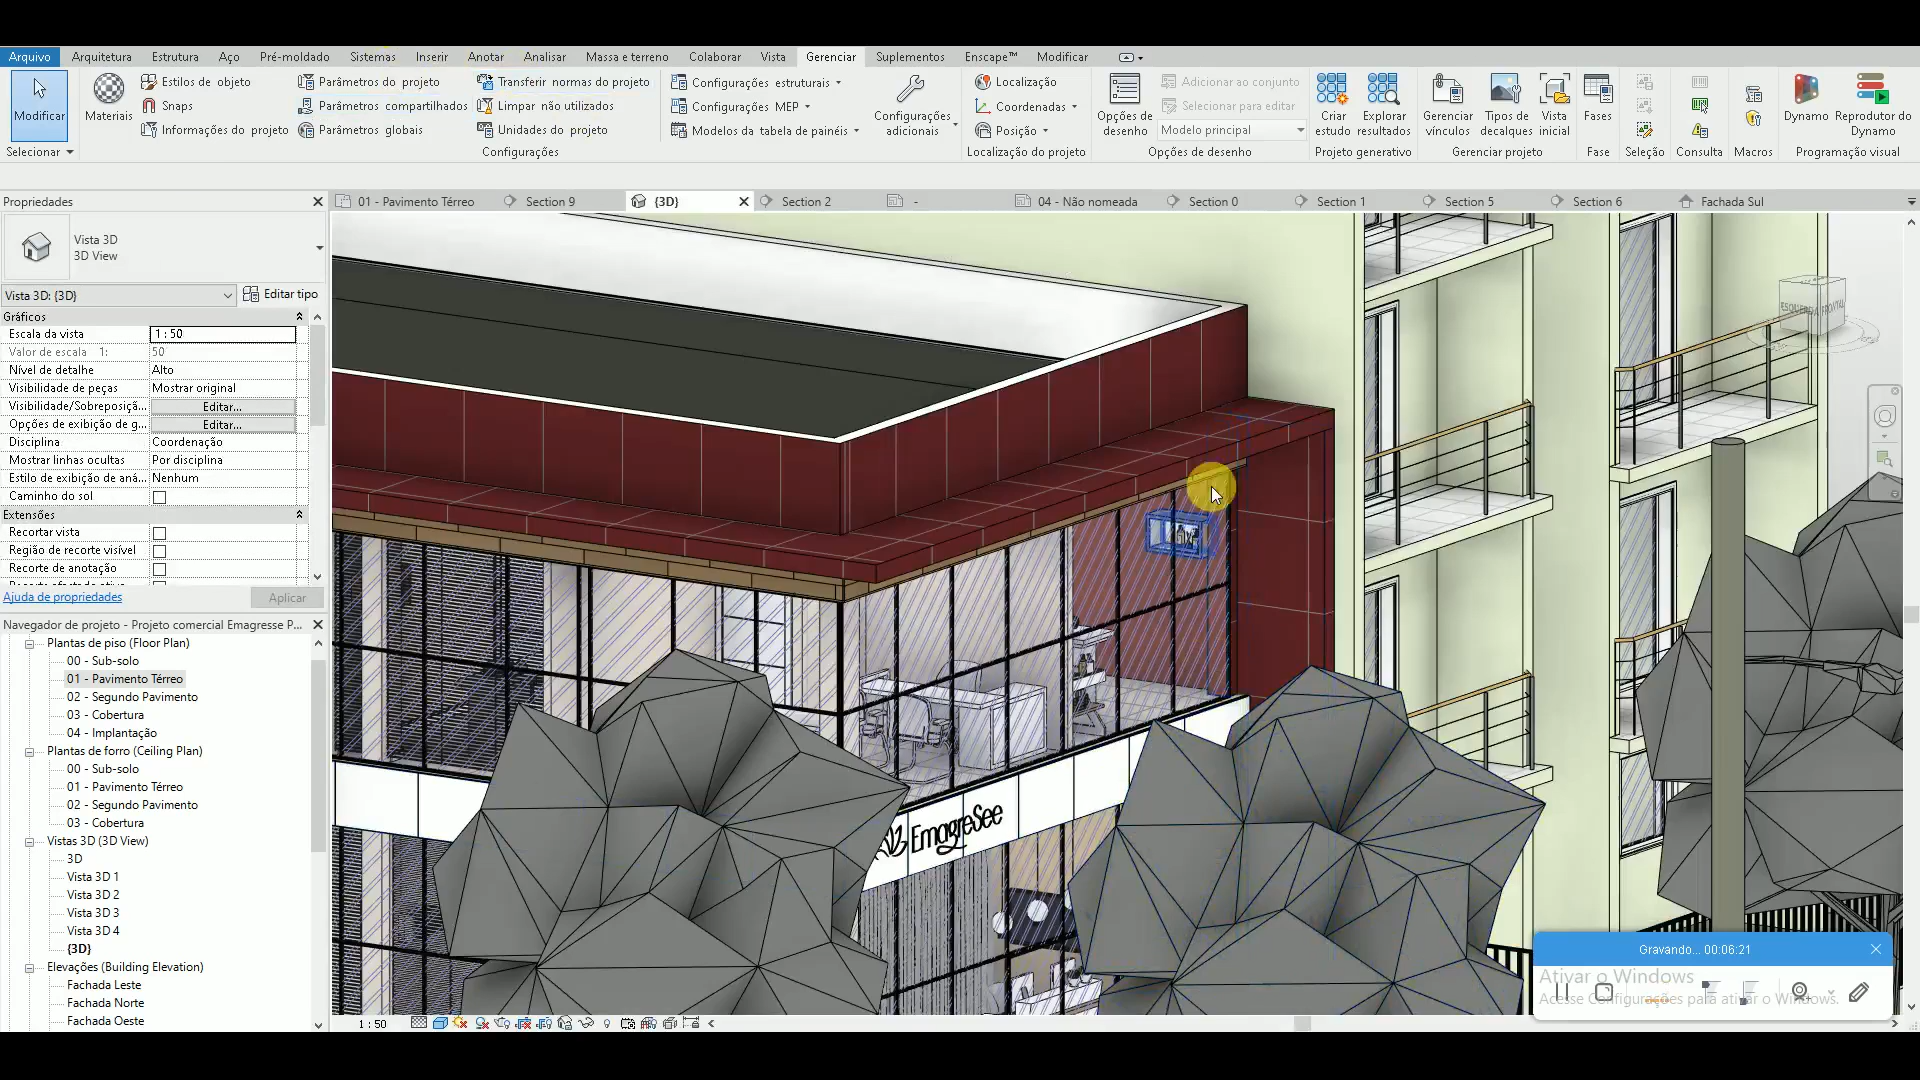 Arquivo Arquitetura Estrutura Aço Pré-moldado Sistemas Inserir Anotar Analisar Massa e terreno Colaborar Vista Gerenciar Suplementos Enscape™ Modificar
Modificar
Selecionar
Materiais
Estilos de objeto
Snaps
Informações do projeto
Parâmetros do projeto
Parâmetros compartilhados
Parâmetros globais
Transferir normas do projeto
Limpar não utilizados
Unidades do projeto
Configurações estruturais
Configurações MEP
Modelos da tabela de painéis
Configurações
adicionais
Configurações
Localização
Coordenadas
Posição
Localização do projeto
Opções de
desenho
Adicionar ao conjunto
Selecionar para editar
Modelo principal
Opções de desenho
Criar
estudo
Explorar
resultados
Projeto generativo
Gerenciar
vínculos
Tipos de
decalques
Vista
inicial
Gerenciar projeto
Fases
Fase
Seleção
Consulta
Macros
Dynamo
Reprodutor do
Dynamo
Programação visual
Propriedades
01 - Pavimento Térreo Section 9 {3D} Section 2 - 04 - Não nomeada Section 0 Section 1 Section 5 Section 6 Fachada Sul
Vista 3D
3D View
Vista 3D: {3D} Editar tipo
Gráficos
Escala da vista 1 : 50
Valor de escala 1: 50
Nível de detalhe Alto
Visibilidade de peças Mostrar original
Visibilidade/Sobreposiçã... Editar...
Opções de exibição de g... Editar...
Disciplina Coordenação
Mostrar linhas ocultas Por disciplina
Estilo de exibição de aná... Nenhum
Caminho do sol
Extensões
Recortar vista
Região de recorte visível
Recorte de anotação
Ajuda de propriedades Aplicar
Navegador de projeto - Projeto comercial Emagresse P...
Plantas de piso (Floor Plan)
00 - Sub-solo
01 - Pavimento Térreo
02 - Segundo Pavimento
03 - Cobertura
04 - Implantação
Plantas de forro (Ceiling Plan)
00 - Sub-solo
01 - Pavimento Térreo
02 - Segundo Pavimento
03 - Cobertura
Vistas 3D (3D View)
3D
Vista 3D 1
Vista 3D 2
Vista 3D 3
Vista 3D 4
{3D}
Elevações (Building Elevation)
Fachada Leste
Fachada Norte
Fachada Oeste
ESQUERDA FRONTAL
EmagreSee
Gravando... 00:06:21
Ativar o Windows
Acesse Configurações para ativar o Windows.
1 : 50